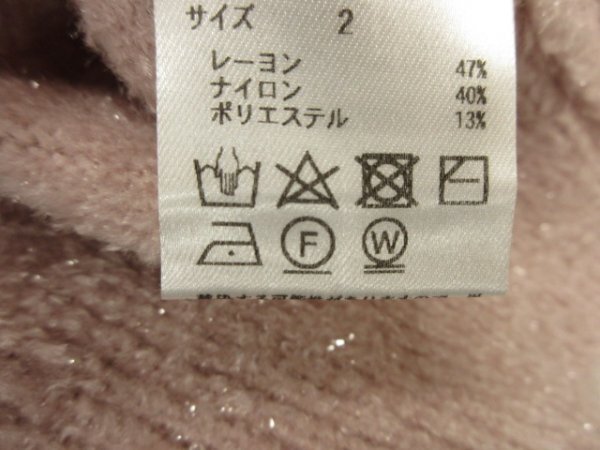 サイズ 2
レーヨン 47%
ナイロン 40%
ポリエステル 13%
F
W